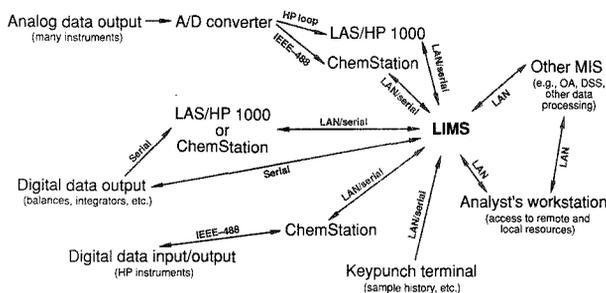 Analog data output
(many instruments)
A/D converter
HP loop
LAS/HP 1000
IEEE-488
ChemStation
LAN/serial
LAN/serial
Other MIS
(e.g., OA, DSS,
other data
processing)
LAN
LAS/HP 1000
or
ChemStation
LAN/serial
LIMS
Serial
Serial
LAN
LAN
Digital data output
(balances, integrators, etc.)
LAN/serial
LAN/serial
Analyst's workstation
(access to remote and
local resources)
IEEE-488
ChemStation
Digital data input/output
(HP instruments)
Keypunch terminal
(sample history, etc.)